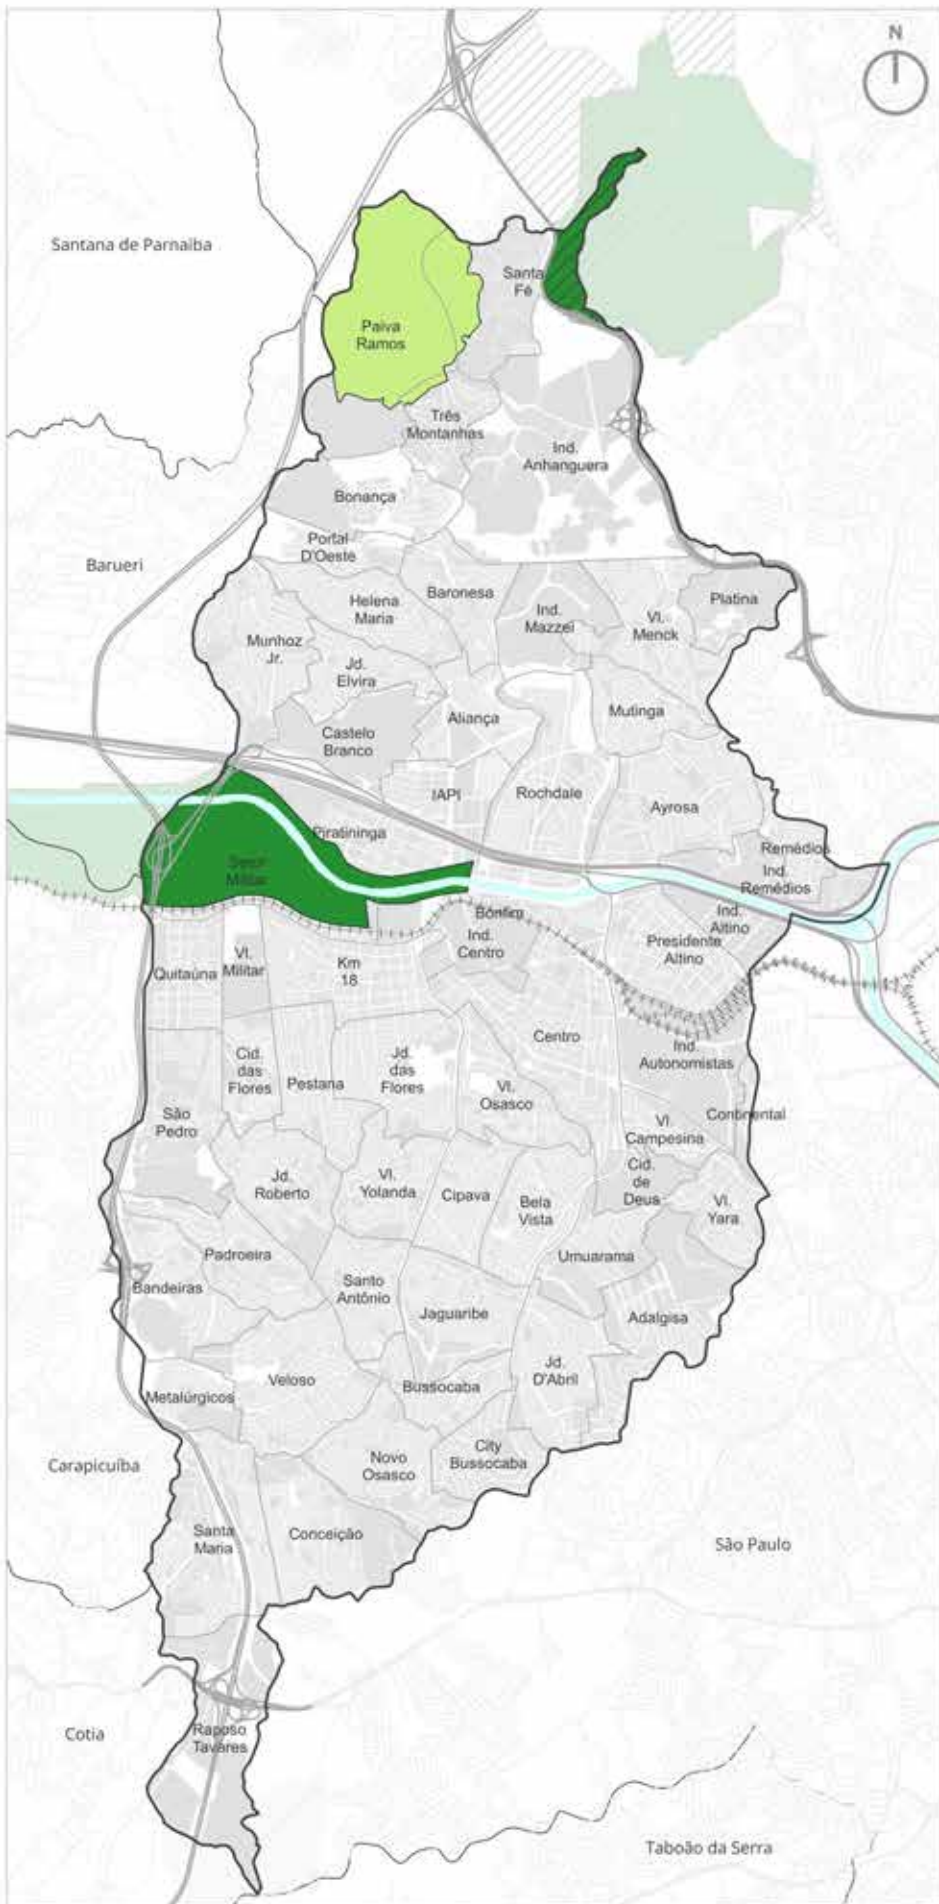 N
Santana de Parnaíba
Santa
Fé
Paiva
Ramos
Três
Montanhas
Ind.
Anhanguera
Bonança
Portal
D'Oeste
Barueri
Baronesa
Helena
Maria
Ind.
Mazzei
Vl.
Menck
Platina
Munhoz
Jr.
Jd.
Elvira
Aliança
Mutinga
Castelo
Branco
IAPI
Rochdale
Ayrosa
Piratininga
Remédios
Ind.
Remédios
Setor
Militar
Bonfim
Ind.
Altino
Ind.
Centro
Presidente
Altino
Quitaúna
Vl.
Militar
Km
18
Centro
Ind.
Autonomistas
Cid.
das
Flores
Pestana
Jd.
das
Flores
Vl.
Osasco
São
Pedro
Continental
Vl.
Campesina
Jd.
Roberto
Vl.
Yolanda
Cipava
Bela
Vista
Cid.
de
Deus
Vl.
Yara
Padroeira
Umuarama
Bandeiras
Santo
Antônio
Jaguaribe
Adalgisa
Veloso
Bussocaba
Jd.
D'Abril
Metalúrgicos
Carapicuíba
Novo
Osasco
City
Bussocaba
Santa
Maria
Conceição
São Paulo
Cotia
Raposo
Tavares
Taboão da Serra